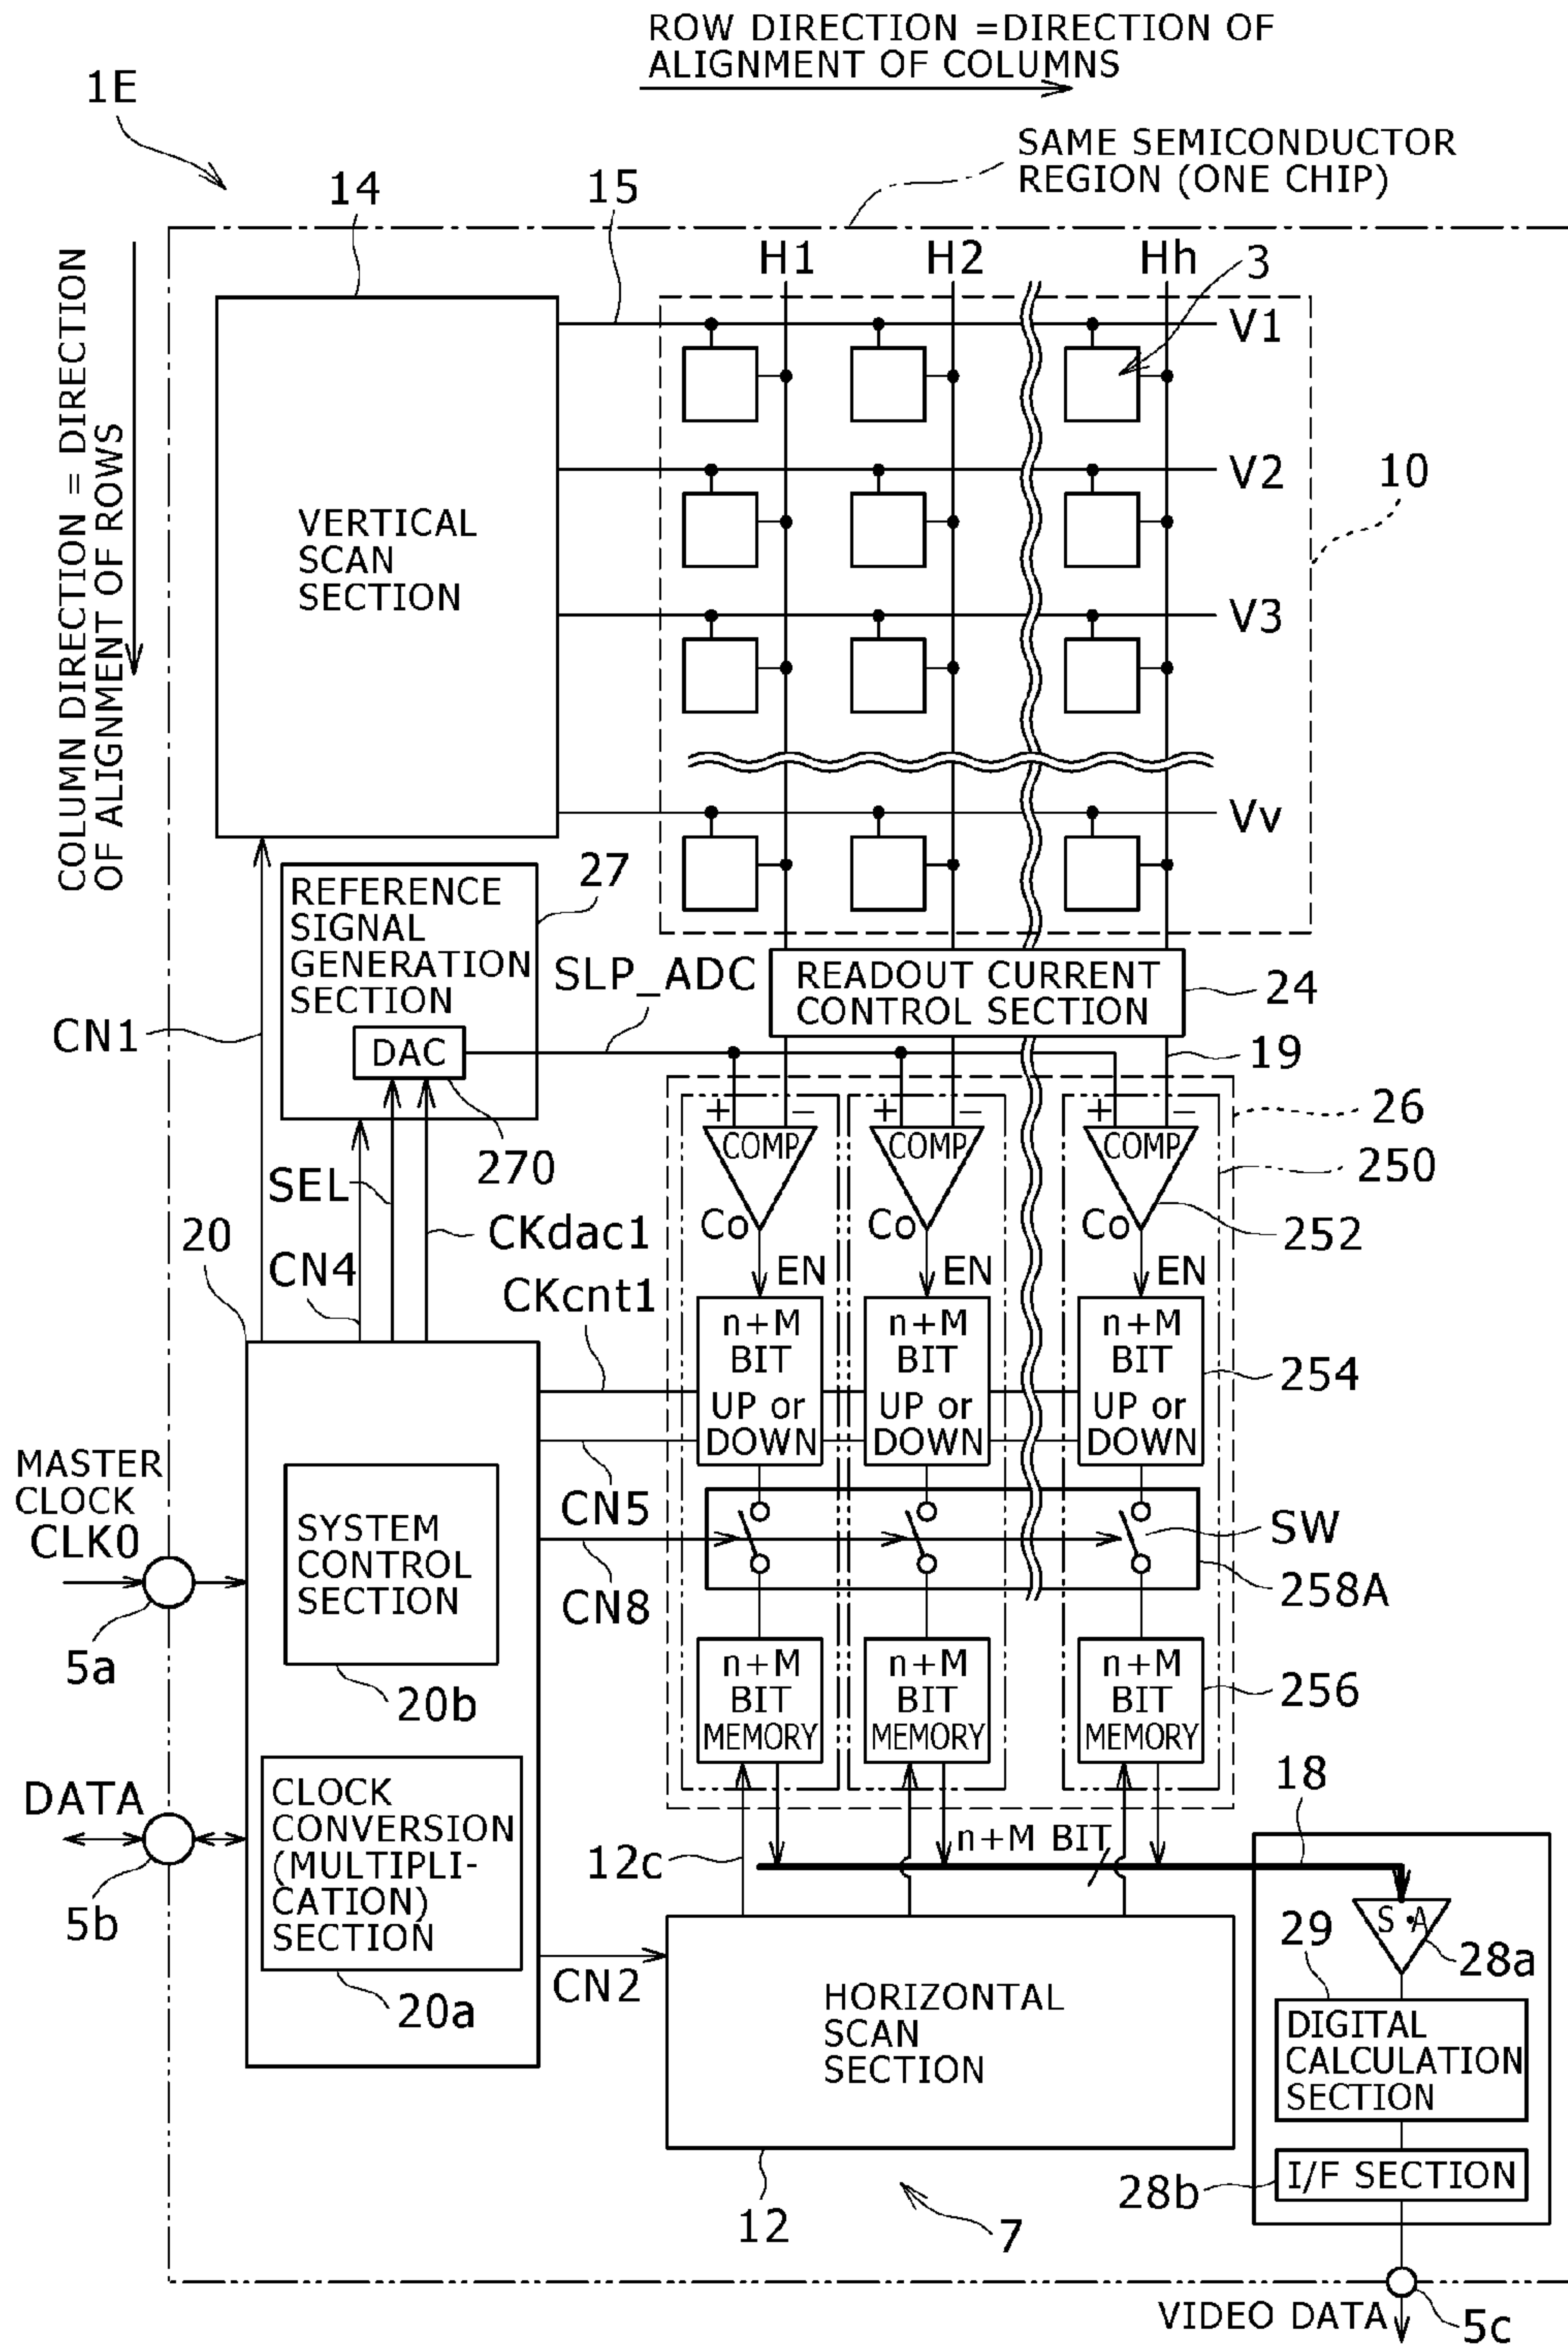 ROW DIRECTION =DIRECTION OF
ALIGNMENT OF COLUMNS
1E
SAME SEMICONDUCTOR
REGION (ONE CHIP)
14
15
H1
H2
Hh
3
COLUMN DIRECTION = DIRECTION
OF ALIGNMENT OF ROWS
V1
V2
10
VERTICAL
SCAN
SECTION
V3
Vv
REFERENCE
SIGNAL
GENERATION
SECTION
27
SLP_ADC
READOUT CURRENT
CONTROL SECTION
24
CN1
DAC
19
+
−
+
−
+
−
26
COMP
COMP
COMP
250
270
SEL
Co
Co
Co
252
20
CKdac1
CN4
EN
EN
EN
CKcnt1
n+M
BIT
UP or
DOWN
n+M
BIT
UP or
DOWN
n+M
BIT
UP or
DOWN
254
MASTER
CLOCK
CLK0
CN5
SYSTEM
CONTROL
SECTION
SW
258A
CN8
5a
20b
n+M
BIT
MEMORY
n+M
BIT
MEMORY
n+M
BIT
MEMORY
256
DATA
CLOCK
CONVERSION
(MULTIPLI-
CATION)
SECTION
18
n+M BIT
12c
5b
S•A
28a
29
CN2
20a
HORIZONTAL
SCAN
SECTION
DIGITAL
CALCULATION
SECTION
28b
I/F SECTION
12
7
VIDEO DATA
5c